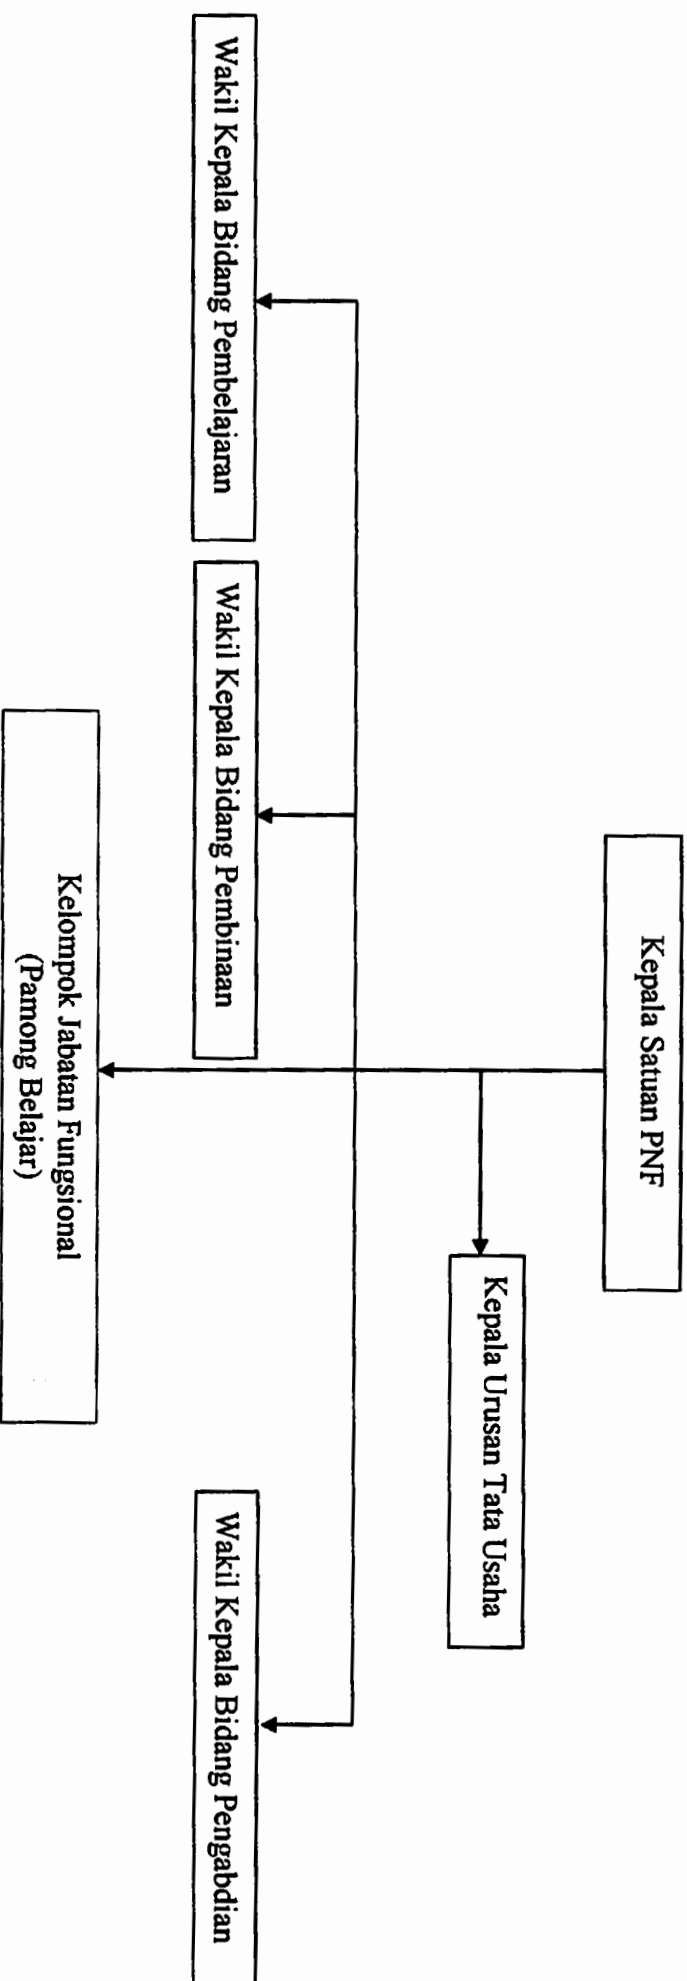 Kepala Satuan PNF
Kepala Urusan Tata Usaha
Wakil Kepala Bidang Pembelajaran
Wakil Kepala Bidang Pembinaan
Wakil Kepala Bidang Pengabdian
Kelompok Jabatan Fungsional
(Pamong Belajar)